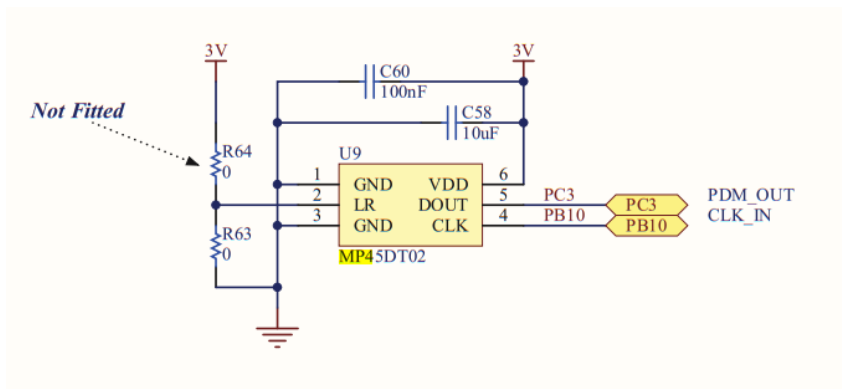 3V
3V
C60
100nF
Not Fitted
C58
10uF
R64
0
U9
1
GND
VDD
6
2
LR
DOUT
5
PC3
PC3
PDM_OUT
3
GND
CLK
4
PB10
PB10
CLK_IN
R63
0
MP45DT02